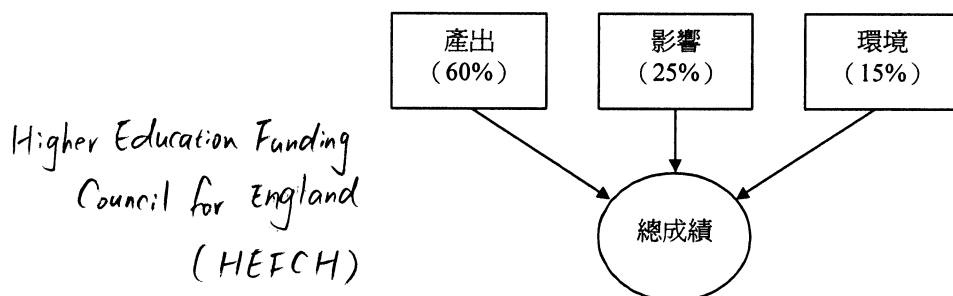 產出
（60%）
影響
（25%）
環境
（15%）
Higher Education Funding
Council for England
(HEFCH)
總成績